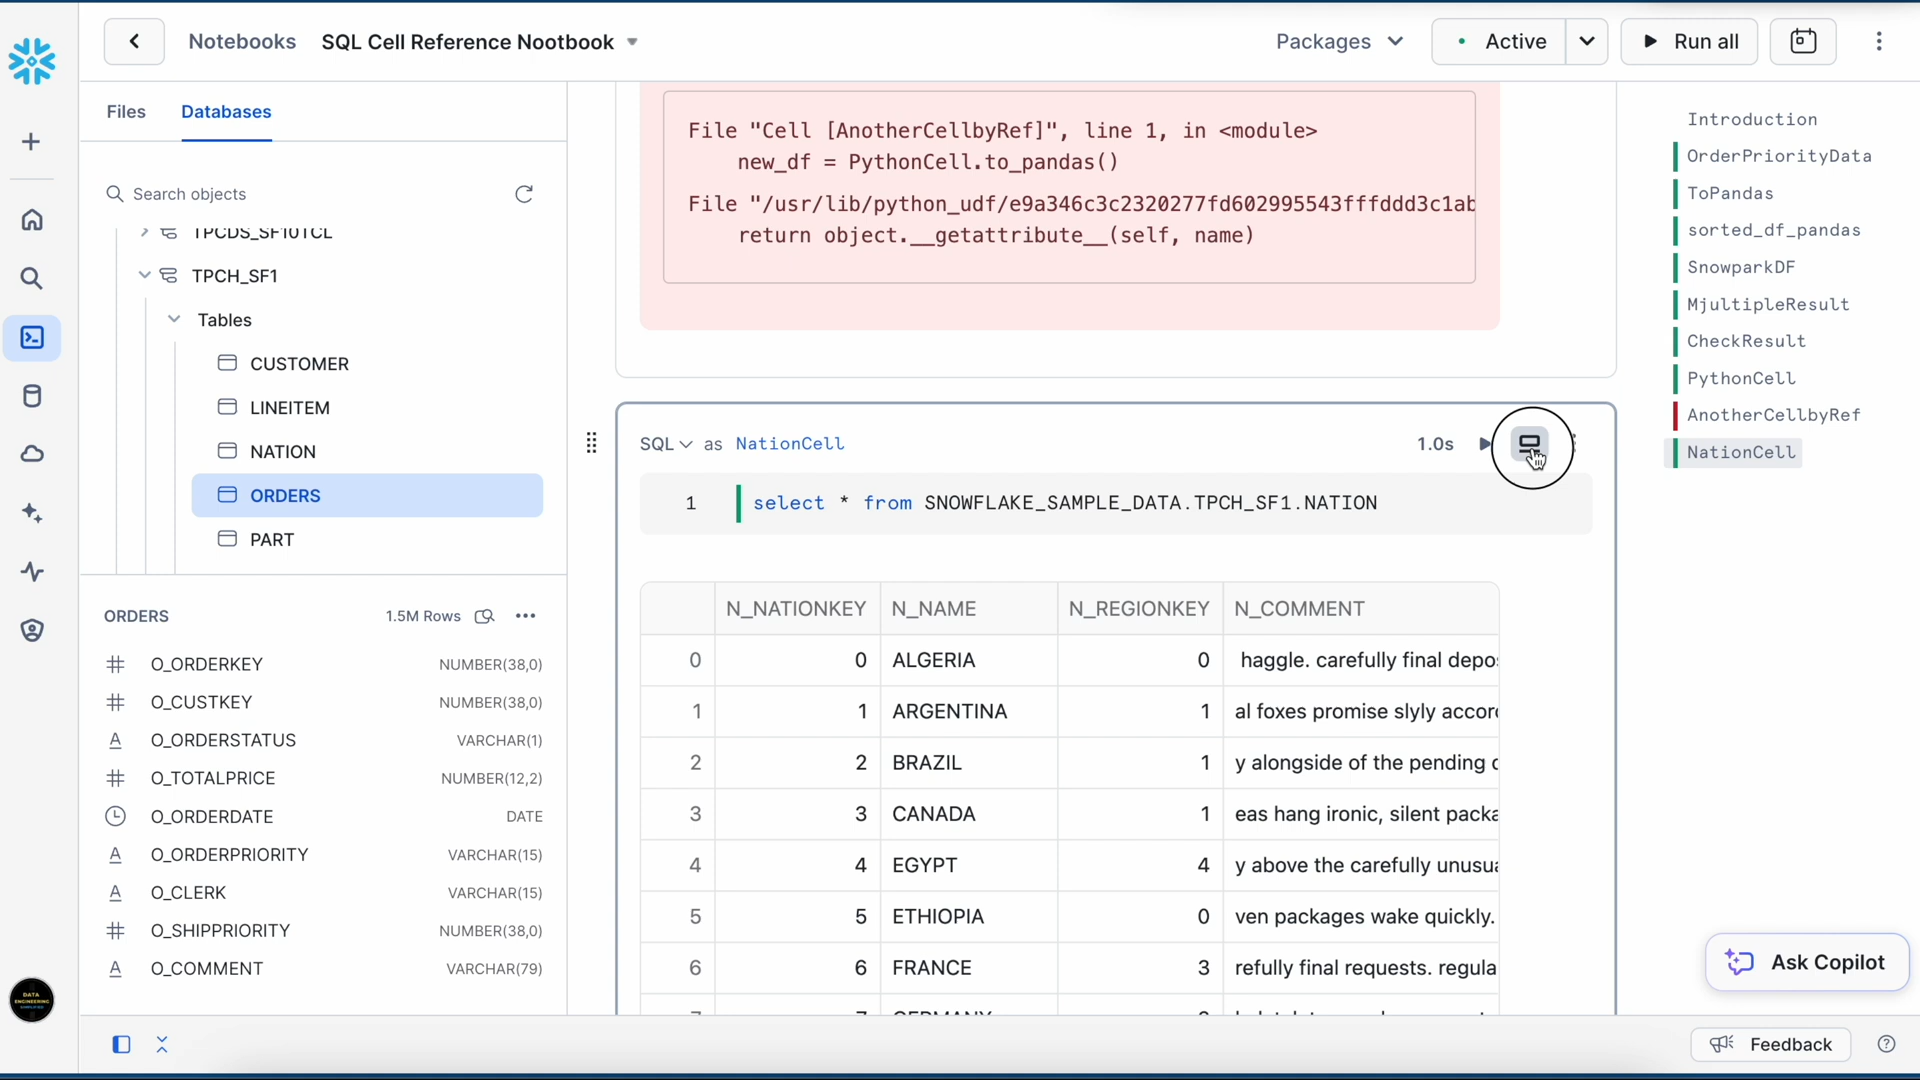 Notebooks SQL Cell Reference Nootbook
Packages Active Run all
Files Databases
Search objects
TPCDS_SF10TCL
TPCH_SF1
Tables
CUSTOMER
LINEITEM
NATION
ORDERS
PART
ORDERS 1.5M Rows
O_ORDERKEY NUMBER(38,0)
O_CUSTKEY NUMBER(38,0)
O_ORDERSTATUS VARCHAR(1)
O_TOTALPRICE NUMBER(12,2)
O_ORDERDATE DATE
O_ORDERPRIORITY VARCHAR(15)
O_CLERK VARCHAR(15)
O_SHIPPRIORITY NUMBER(38,0)
O_COMMENT VARCHAR(79)
File "Cell [AnotherCellbyRef]", line 1, in <module>
new_df = PythonCell.to_pandas()
File "/usr/lib/python_udf/e9a346c3c2320277fd602995543fffddd3c1ab
return object.__getattribute__(self, name)
SQL as NationCell 1.0s
1 select * from SNOWFLAKE_SAMPLE_DATA.TPCH_SF1.NATION
N_NATIONKEY N_NAME N_REGIONKEY N_COMMENT
0 0 ALGERIA 0 haggle. carefully final depos
1 1 ARGENTINA 1 al foxes promise slyly accor
2 2 BRAZIL 1 y alongside of the pending
3 3 CANADA 1 eas hang ironic, silent packa
4 4 EGYPT 4 y above the carefully unusua
5 5 ETHIOPIA 0 ven packages wake quickly.
6 6 FRANCE 3 refully final requests. regula
Introduction
OrderPriorityData
ToPandas
sorted_df_pandas
SnowparkDF
MjultipleResult
CheckResult
PythonCell
AnotherCellbyRef
NationCell
Ask Copilot
Feedback
DATA
ENGINEERING
SIMPLIFIED